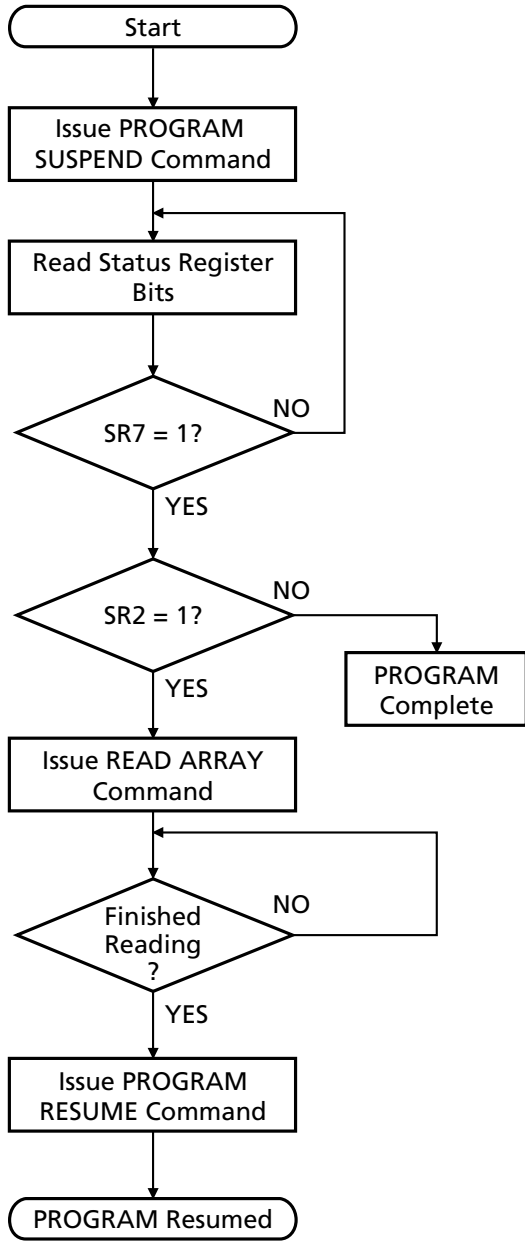 Start
Issue PROGRAM
SUSPEND Command
Read Status Register
Bits
SR7 = 1?
NO
YES
SR2 = 1?
NO
YES
PROGRAM
Complete
Issue READ ARRAY
Command
Finished
Reading
?
NO
YES
Issue PROGRAM
RESUME Command
PROGRAM Resumed